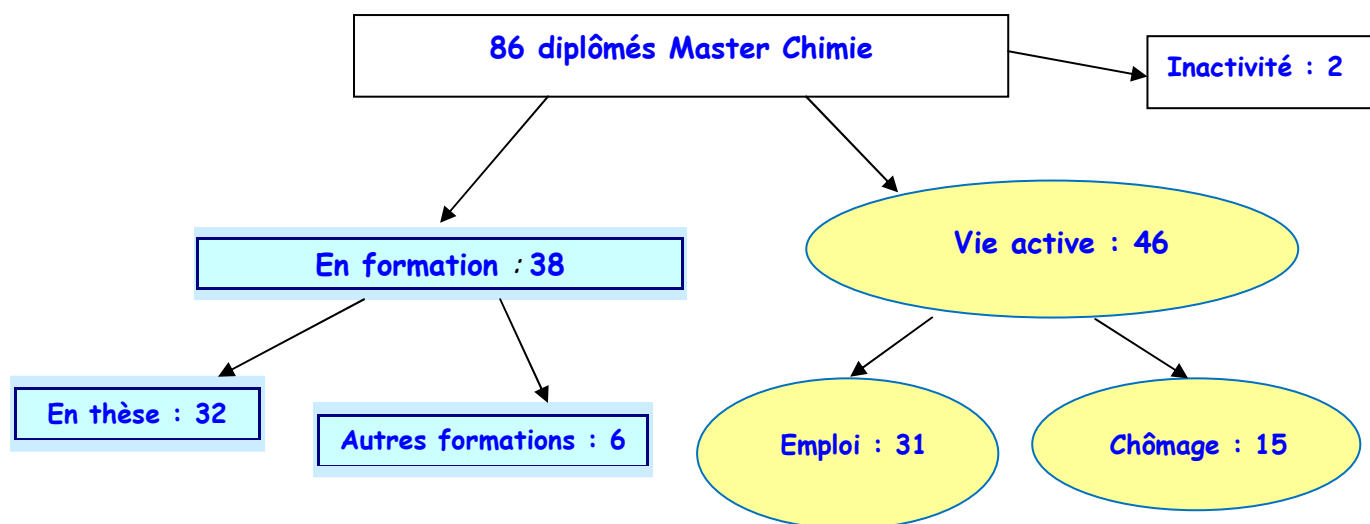 86 diplômés Master Chimie
Inactivité : 2
En formation : 38
Vie active : 46
En thèse : 32
Autres formations : 6
Emploi : 31
Chômage : 15